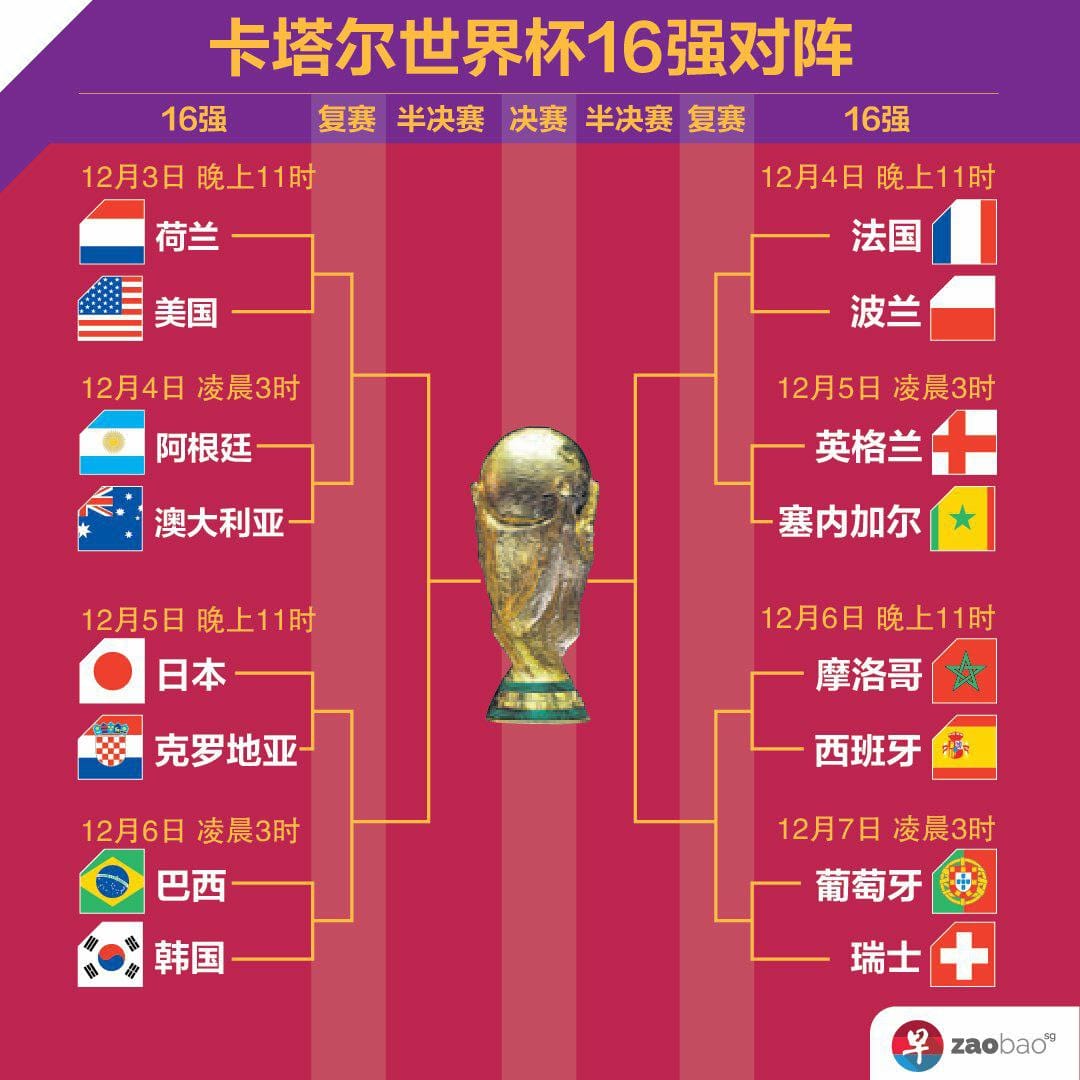 卡塔尔世界杯16强对阵
16强 复赛 半决赛 决赛 半决赛 复赛 16强
12月3日 晚上11时
荷兰
美国
12月4日 凌晨3时
阿根廷
澳大利亚
12月5日 晚上11时
日本
克罗地亚
12月6日 凌晨3时
巴西
韩国
12月4日 晚上11时
法国
波兰
12月5日 凌晨3时
英格兰
塞内加尔
12月6日 晚上11时
摩洛哥
西班牙
12月7日 凌晨3时
葡萄牙
瑞士
早 zaobao sg